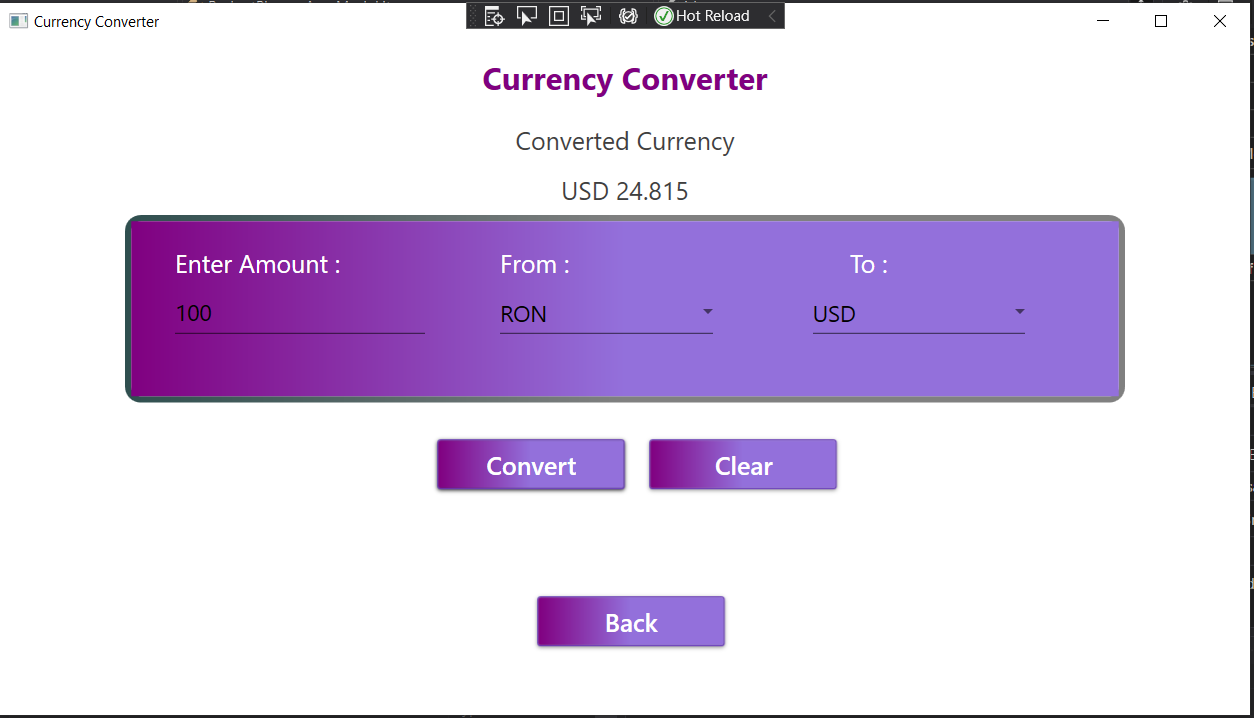 Currency Converter
Hot Reload
Currency Converter
Converted Currency
USD 24.815
Enter Amount : From : To :
100 RON USD
Convert Clear
Back